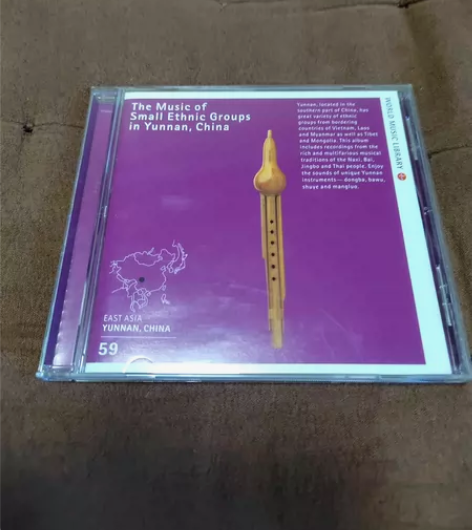 The Music of
Small Ethnic Groups
in Yunnan, China
Yunnan, located in the
southern part of China, has
great variety of ethnic
groups from bordering
countries of Vietnam, Laos
and Myanmar as well as Tibet
and Mongolia. This album
includes recordings from the
rich and multifarious musical
traditions of the Naxi, Bai,
Jingbo and Thai people. Enjoy
the sounds of unique Yunnan
instruments— dongba, bawu,
shuye and manglue.
WORLD MUSIC LIBRARY
EAST ASIA
YUNNAN, CHINA
59